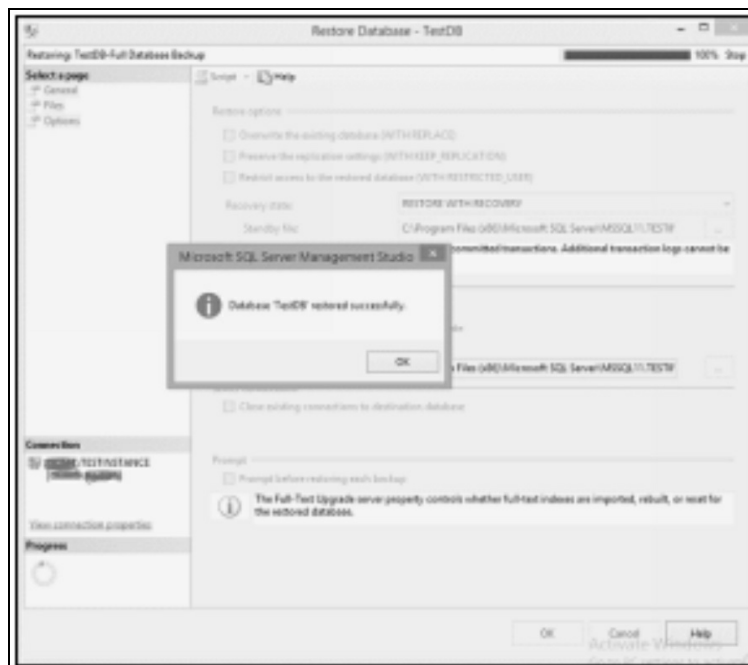 Restore Database - TestDB
Restoring: TestDB-Full Database Backup
100% Stop
Select a page
General
Files
Options
Script
Help
Restore options
Overwrite the existing database (WITH REPLACE)
Preserve the replication settings (WITH KEEP_REPLICATION)
Restrict access to the restored database (WITH RESTRICTED_USER)
Recovery state:
RESTORE WITH RECOVERY
Standby file:
C:\Program Files (x86)\Microsoft SQL Server\MSSQL11.TESTI
committed transactions. Additional transaction logs cannot be
Microsoft SQL Server Management Studio
Database 'TestDB' restored successfully.
OK
Files (x86)\Microsoft SQL Server\MSSQL11.TESTI
Close existing connections to destination database
Connection
TESTINSTANCE
View connection properties
Progress
Prompt
Prompt before restoring each backup
The Full-Text Upgrade server property controls whether full-text indexes are imported, rebuilt, or reset for
the restored database.
OK
Cancel
Help
Activate Windows